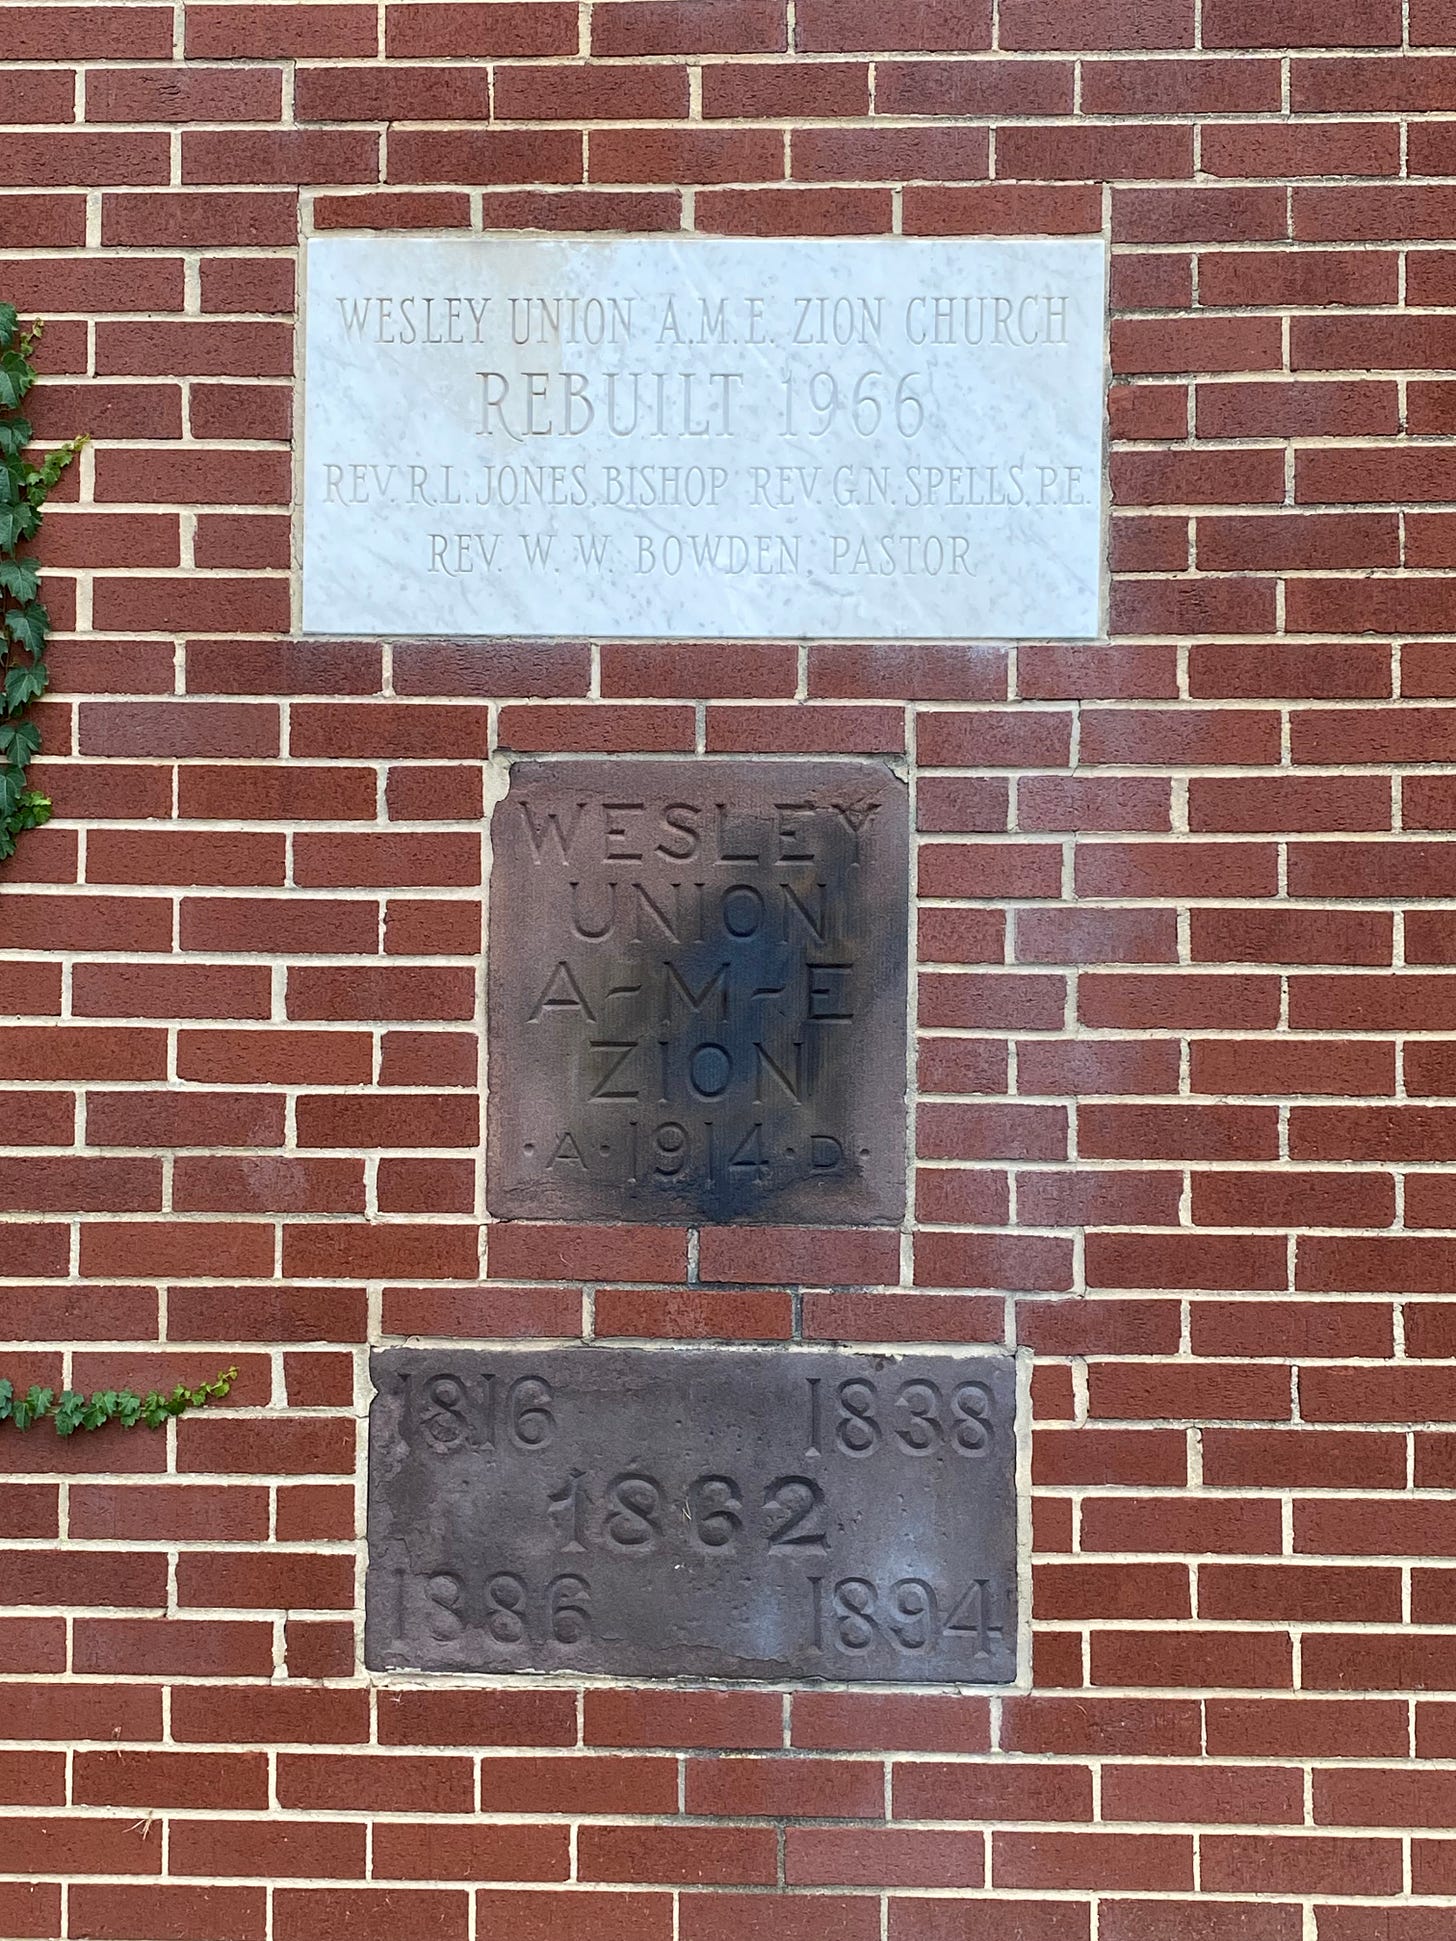 WESLEY UNION A.M.E. ZION CHURCH
REBUILT 1966
REV. R.L. JONES, BISHOP REV. G.N. SPELLS, P.E.
REV. W. W. BOWDEN, PASTOR
WESLEY
UNION
A-M-E
ZION
·A·1914·D·
1816 1838
1862
1886 1894